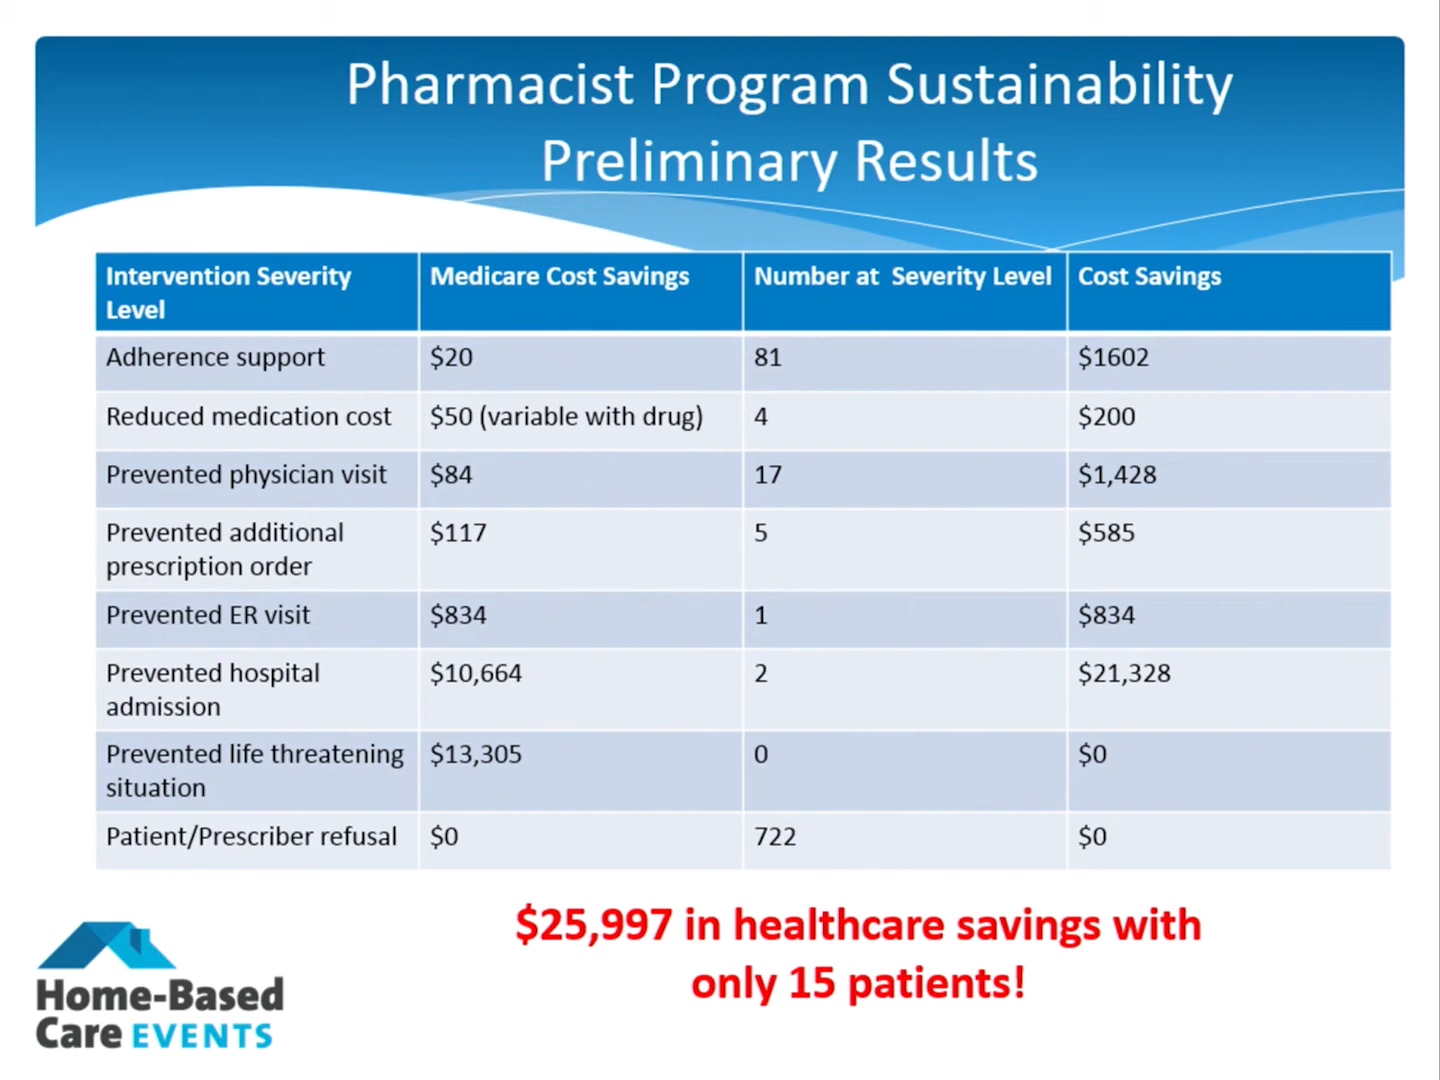 Pharmacist Program Sustainability
Preliminary Results
Intervention Severity Level | Medicare Cost Savings | Number at  Severity Level | Cost Savings
Adherence support | $20 | 81 | $1602
Reduced medication cost | $50 (variable with drug) | 4 | $200
Prevented physician visit | $84 | 17 | $1,428
Prevented additional prescription order | $117 | 5 | $585
Prevented ER visit | $834 | 1 | $834
Prevented hospital admission | $10,664 | 2 | $21,328
Prevented life threatening situation | $13,305 | 0 | $0
Patient/Prescriber refusal | $0 | 722 | $0
$25,997 in healthcare savings with
only 15 patients!
Home-Based
Care EVENTS